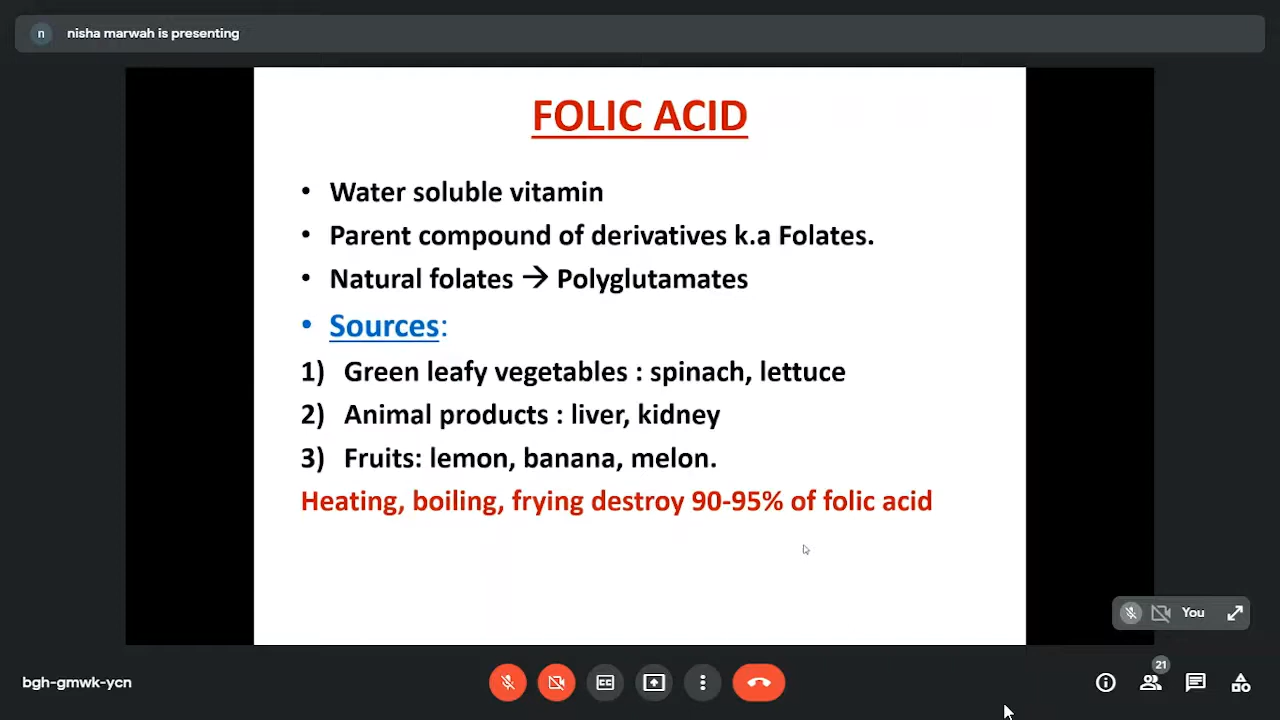 n nisha marwah is presenting
FOLIC ACID
• Water soluble vitamin
• Parent compound of derivatives k.a Folates.
• Natural folates → Polyglutamates
• Sources:
1) Green leafy vegetables : spinach, lettuce
2) Animal products : liver, kidney
3) Fruits: lemon, banana, melon.
Heating, boiling, frying destroy 90-95% of folic acid
You
21
bgh-gmwk-ycn
CC